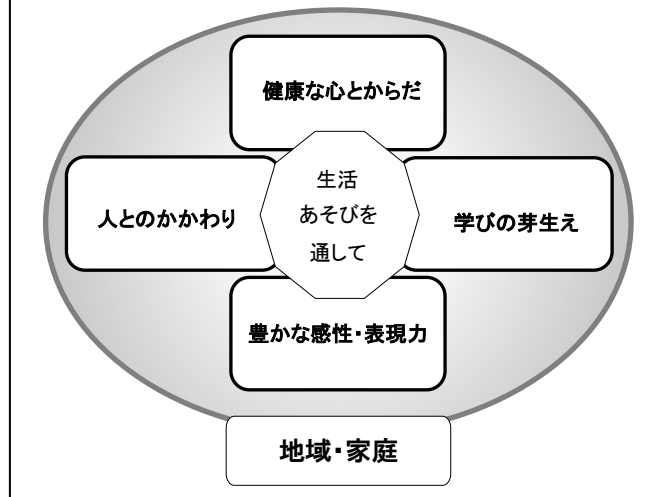 健康な心とからだ
人とのかかわり
生活
あそびを
通して
学びの芽生え
豊かな感性・表現力
地域・家庭